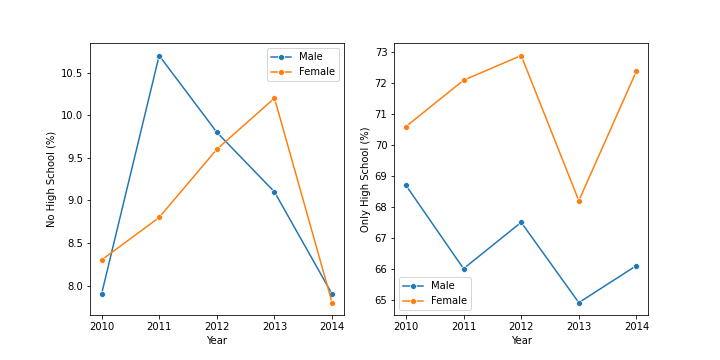 No High School (%)
10.5
10.0
9.5
9.0
8.5
8.0
2010 2011 2012 2013 2014
Year
Male
Female
Only High School (%)
73
72
71
70
69
68
67
66
65
2010 2011 2012 2013 2014
Year
Male
Female